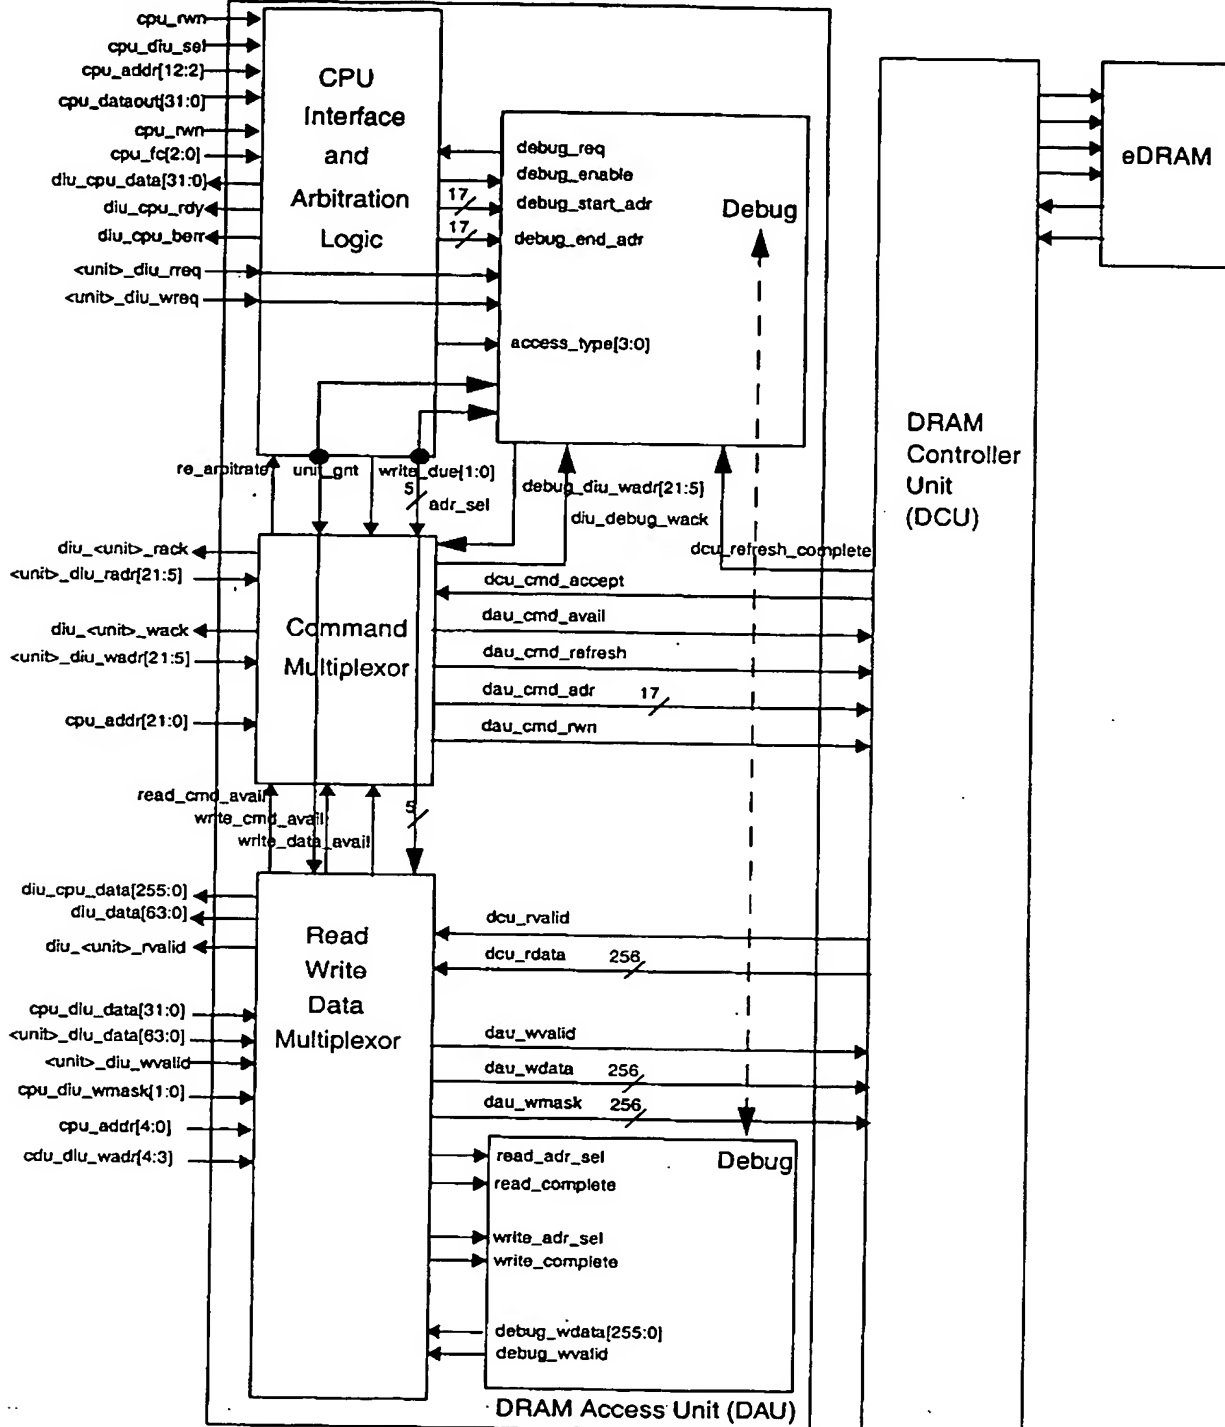 cpu_rwn
cpu_diu_sel
cpu_addr[12:2]
cpu_dataout[31:0]
cpu_rwn
cpu_fc[2:0]
diu_cpu_data[31:0]
diu_cpu_rdy
diu_cpu_berr
<unit>_diu_rreq
<unit>_diu_wreq
CPU
Interface
and
Arbitration
Logic
debug_req
debug_enable
17
debug_start_adr
17
debug_end_adr
access_type[3:0]
Debug
eDRAM
DRAM
Controller
Unit
(DCU)
re_arbitrate
unit_gnt
write_due[1:0]
5
adr_sel
debug_diu_wadr[21:5]
diu_debug_wack
dcu_refresh_complete
diu_<unit>_rack
<unit>_diu_radr[21:5]
diu_<unit>_wack
<unit>_diu_wadr[21:5]
cpu_addr[21:0]
Command
Multiplexor
dcu_cmd_accept
dau_cmd_avail
dau_cmd_refresh
dau_cmd_adr
17
dau_cmd_rwn
read_cmd_avail
write_cmd_avail
write_data_avail
5
diu_cpu_data[255:0]
diu_data[63:0]
diu_<unit>_rvalid
cpu_diu_data[31:0]
<unit>_diu_data[63:0]
<unit>_diu_wvalid
cpu_diu_wmask[1:0]
cpu_addr[4:0]
cdu_diu_wadr[4:3]
Read
Write
Data
Multiplexor
dcu_rvalid
dcu_rdata
256
dau_wvalid
dau_wdata
256
dau_wmask
256
read_adr_sel
Debug
read_complete
write_adr_sel
write_complete
debug_wdata[255:0]
debug_wvalid
DRAM Access Unit (DAU)